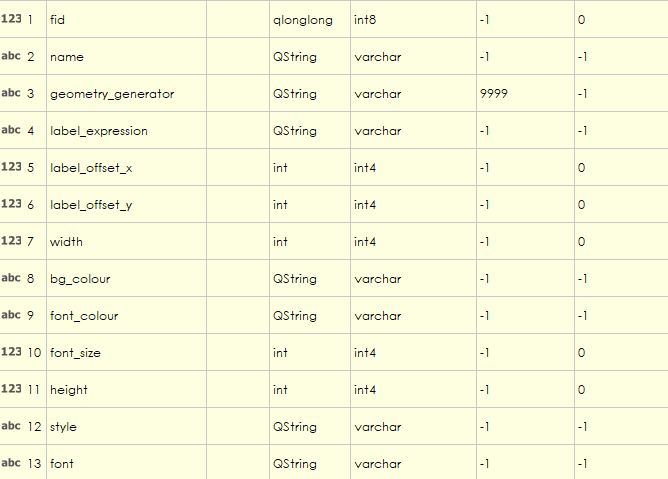 123 1 fid qlonglong int8 -1 0
abc 2 name QString varchar -1 -1
abc 3 geometry_generator QString varchar 9999 -1
abc 4 label_expression QString varchar -1 -1
123 5 label_offset_x int int4 -1 0
123 6 label_offset_y int int4 -1 0
123 7 width int int4 -1 0
abc 8 bg_colour QString varchar -1 -1
abc 9 font_colour QString varchar -1 -1
123 10 font_size int int4 -1 0
123 11 height int int4 -1 0
abc 12 style QString varchar -1 -1
abc 13 font QString varchar -1 -1